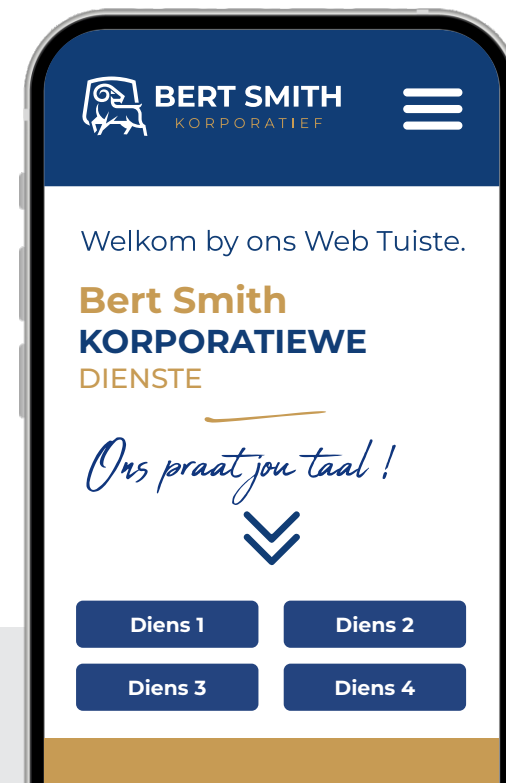 BERT SMITH
KORPORATIEF
Welkom by ons Web Tuiste.
Bert Smith
KORPORATIEWE
DIENSTE
Ons praat jou taal !
Diens 1
Diens 2
Diens 3
Diens 4